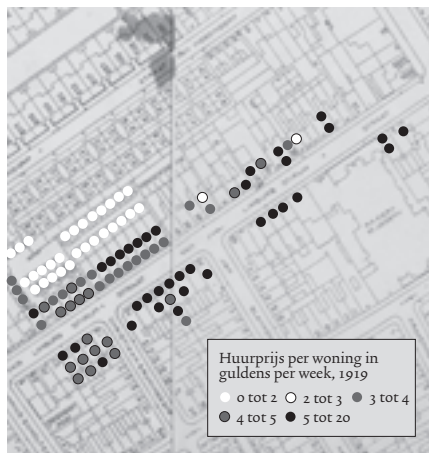 Huurprijs per woning in
guldens per week, 1919
0 tot 2 2 tot 3 3 tot 4
4 tot 5 5 tot 20